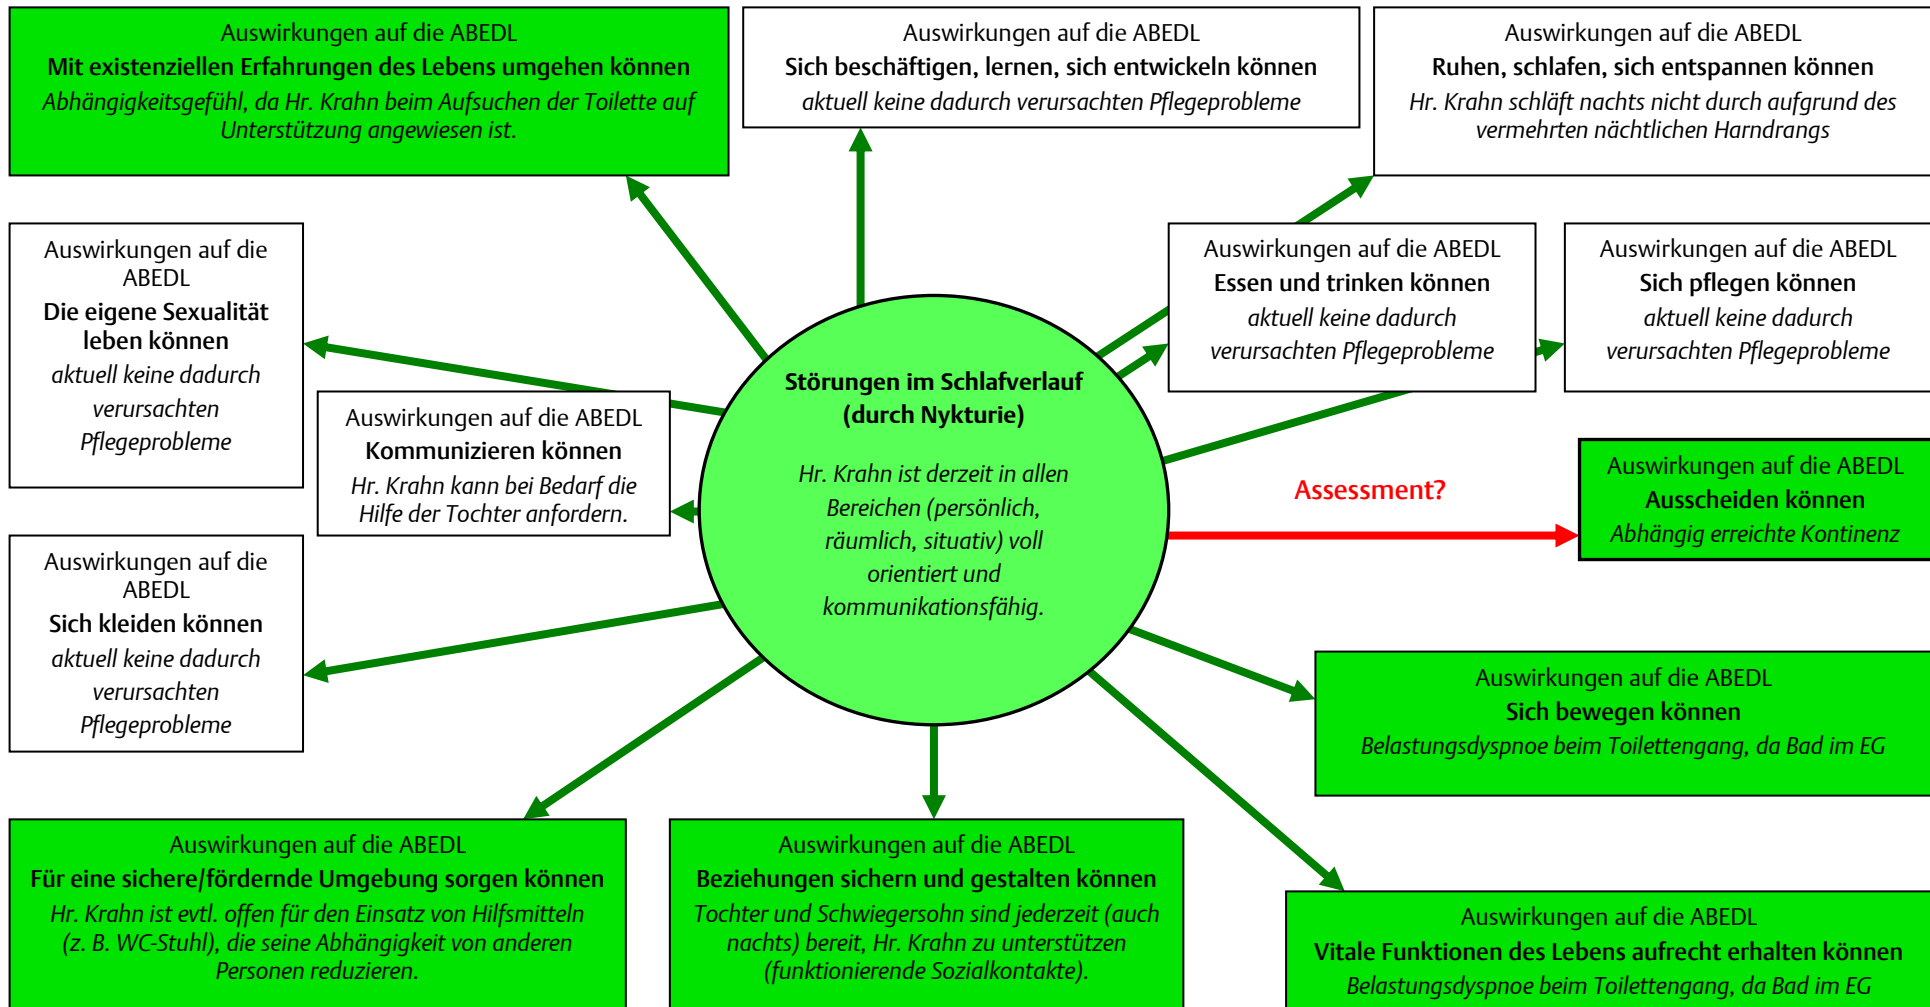 Auswirkungen auf die ABEDL
Mit existenziellen Erfahrungen des Lebens umgehen können
Abhängigkeitsgefühl, da Hr. Krahn beim Aufsuchen der Toilette auf
Unterstützung angewiesen ist.
Auswirkungen auf die ABEDL
Sich beschäftigen, lernen, sich entwickeln können
aktuell keine dadurch verursachten Pflegeprobleme
Auswirkungen auf die ABEDL
Ruhen, schlafen, sich entspannen können
Hr. Krahn schläft nachts nicht durch aufgrund des
vermehrten nächtlichen Harndrangs
Auswirkungen auf die
ABEDL
Die eigene Sexualität
leben können
aktuell keine dadurch
verursachten
Pflegeprobleme
Auswirkungen auf die ABEDL
Essen und trinken können
aktuell keine dadurch
verursachten Pflegeprobleme
Auswirkungen auf die ABEDL
Sich pflegen können
aktuell keine dadurch
verursachten Pflegeprobleme
Auswirkungen auf die ABEDL
Kommunizieren können
Hr. Krahn kann bei Bedarf die
Hilfe der Tochter anfordern.
Störungen im Schlafverlauf
(durch Nykturie)
Hr. Krahn ist derzeit in allen
Bereichen (persönlich,
räumlich, situativ) voll
orientiert und
kommunikationsfähig.
Assessment?
Auswirkungen auf die ABEDL
Ausscheiden können
Abhängig erreichte Kontinenz
Auswirkungen auf die
ABEDL
Sich kleiden können
aktuell keine dadurch
verursachten
Pflegeprobleme
Auswirkungen auf die ABEDL
Sich bewegen können
Belastungsdyspnoe beim Toilettengang, da Bad im EG
Auswirkungen auf die ABEDL
Für eine sichere/fördernde Umgebung sorgen können
Hr. Krahn ist evtl. offen für den Einsatz von Hilfsmitteln
(z. B. WC-Stuhl), die seine Abhängigkeit von anderen
Personen reduzieren.
Auswirkungen auf die ABEDL
Beziehungen sichern und gestalten können
Tochter und Schwiegersohn sind jederzeit (auch
nachts) bereit, Hr. Krahn zu unterstützen
(funktionierende Sozialkontakte).
Auswirkungen auf die ABEDL
Vitale Funktionen des Lebens aufrecht erhalten können
Belastungsdyspnoe beim Toilettengang, da Bad im EG